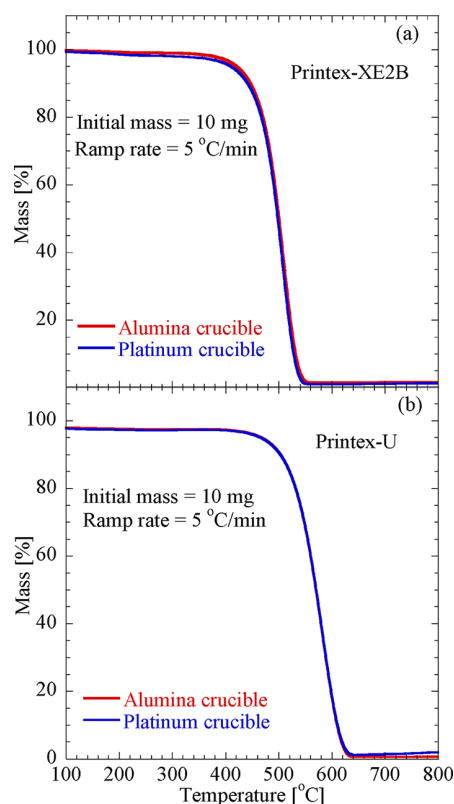 100
(a)
Printex-XE2B
80
Initial mass = 10 mg
Ramp rate = 5 °C/min
60
Mass [%]
40
20
Alumina crucible
Platinum crucible
100
(b)
Printex-U
80
Initial mass = 10 mg
Ramp rate = 5 °C/min
60
Mass [%]
40
20
Alumina crucible
Platinum crucible
0
100 200 300 400 500 600 700 800
Temperature [°C]